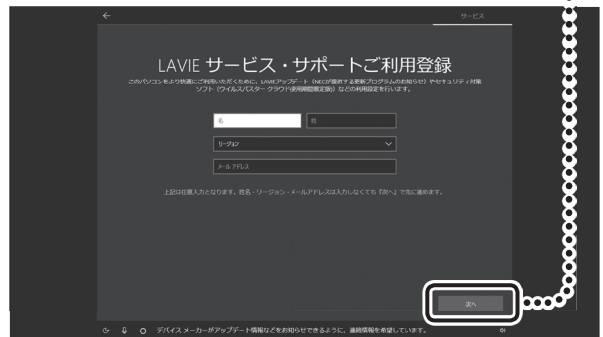 サービス
LAVIE サービス・サポートご利用登録
このパソコンをより快適にご利用いただくために、LAVIEアップデート（NECが提供する更新プログラムのお知らせ）やセキュリティ対策
ソフト（ウイルスバスター クラウド(使用期間限定版)）などの利用設定を行います。
名 姓
リージョン
メール アドレス
上記は任意入力となります。姓名・リージョン・メールアドレスは入力しなくても『次へ』で先に進めます。
次へ
デバイス メーカーがアップデート情報などをお知らせできるように、連絡情報を希望しています。